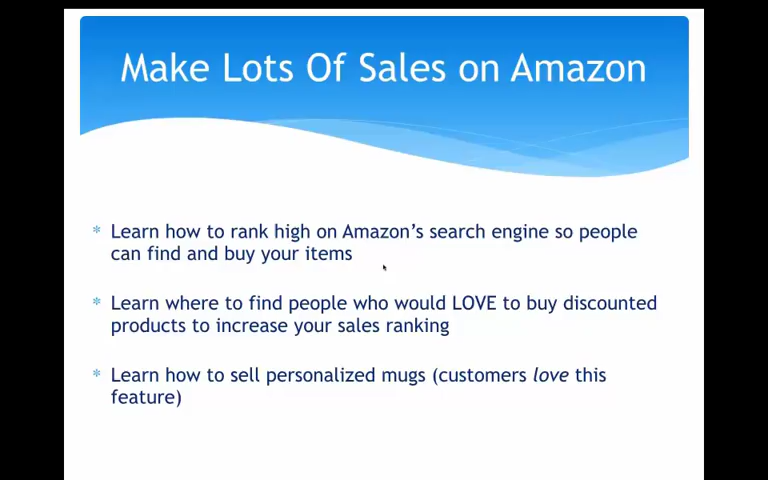 Make Lots Of Sales on Amazon
* Learn how to rank high on Amazon's search engine so people
can find and buy your items
* Learn where to find people who would LOVE to buy discounted
products to increase your sales ranking
* Learn how to sell personalized mugs (customers love this
feature)